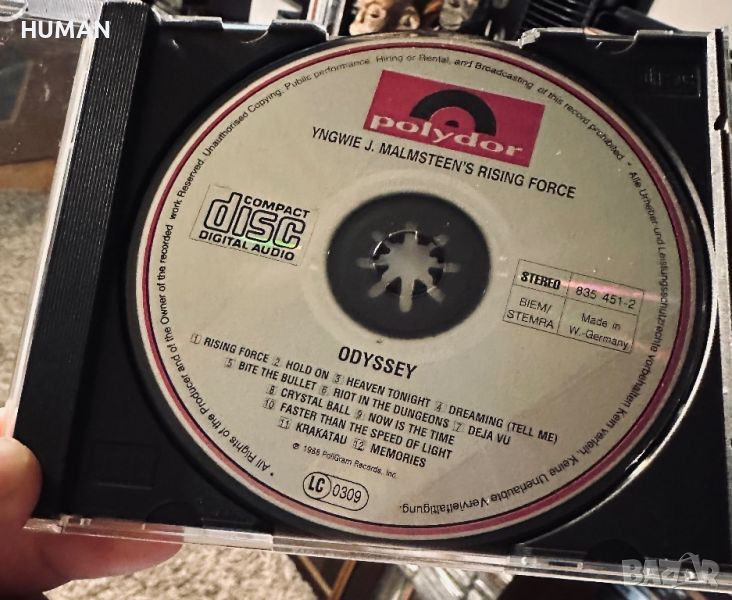 HUMAN
polydor
YNGWIE J. MALMSTEEN'S RISING FORCE
COMPACT
disc
DIGITAL AUDIO
STEREO 835 451-2
BIEM/STEMRA Made in W.-Germany
ODYSSEY
1 RISING FORCE 2 HOLD ON 3 HEAVEN TONIGHT 4 DREAMING (TELL ME)
5 BITE THE BULLET 6 RIOT IN THE DUNGEONS 7 DEJA VU
8 CRYSTAL BALL 9 NOW IS THE TIME
10 FASTER THAN THE SPEED OF LIGHT
11 KRAKATAU 12 MEMORIES
℗ 1988 PolyGram Records, Inc.
LC 0309
* All Rights of the Producer and of the Owner of the recorded work Reserved. Unauthorised Copying, Public performance, Hiring or Rental, and Broadcasting of this record prohibited. * Alle Urheber-und Leistungsschutzrechte vorbehalten Kein verleih. Keine Unerlaubte Vervielfältigung.
BAZAR